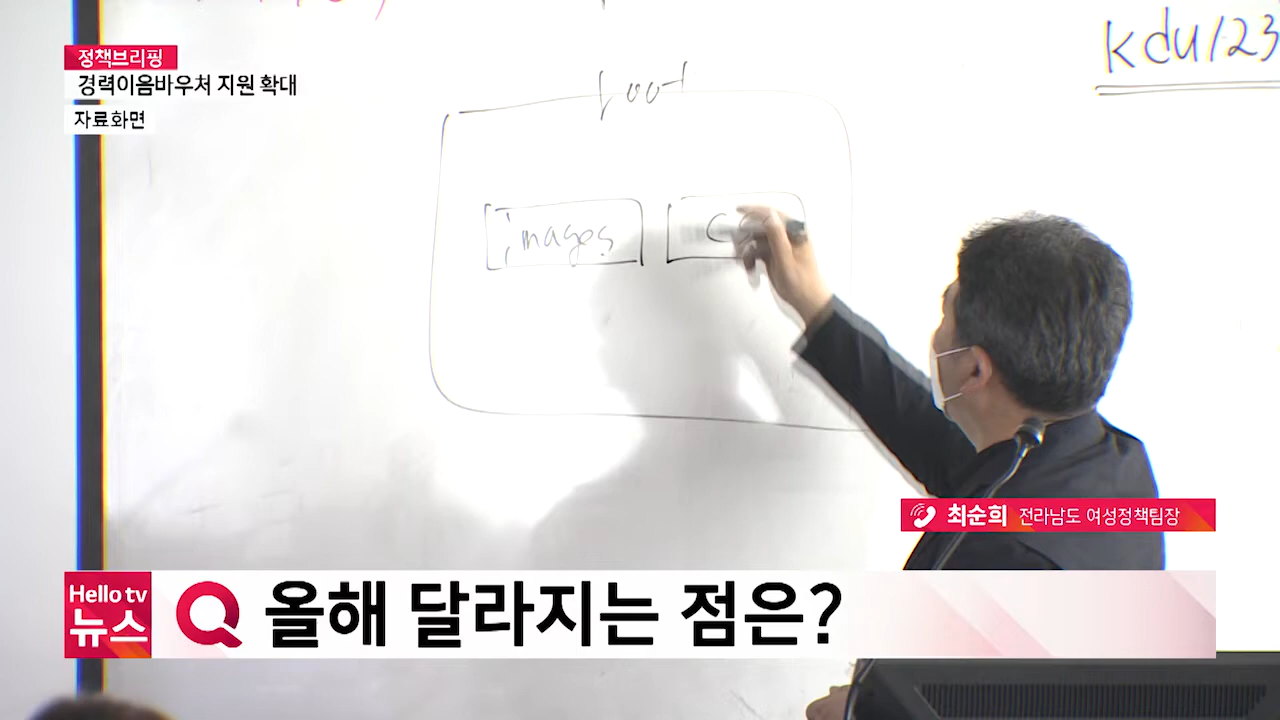 정책브리핑
경력이음바우처 지원 확대
자료화면
kdu123
root
images
cs
최순희 전라남도 여성정책팀장
Hello tv
뉴스
Q 올해 달라지는 점은?